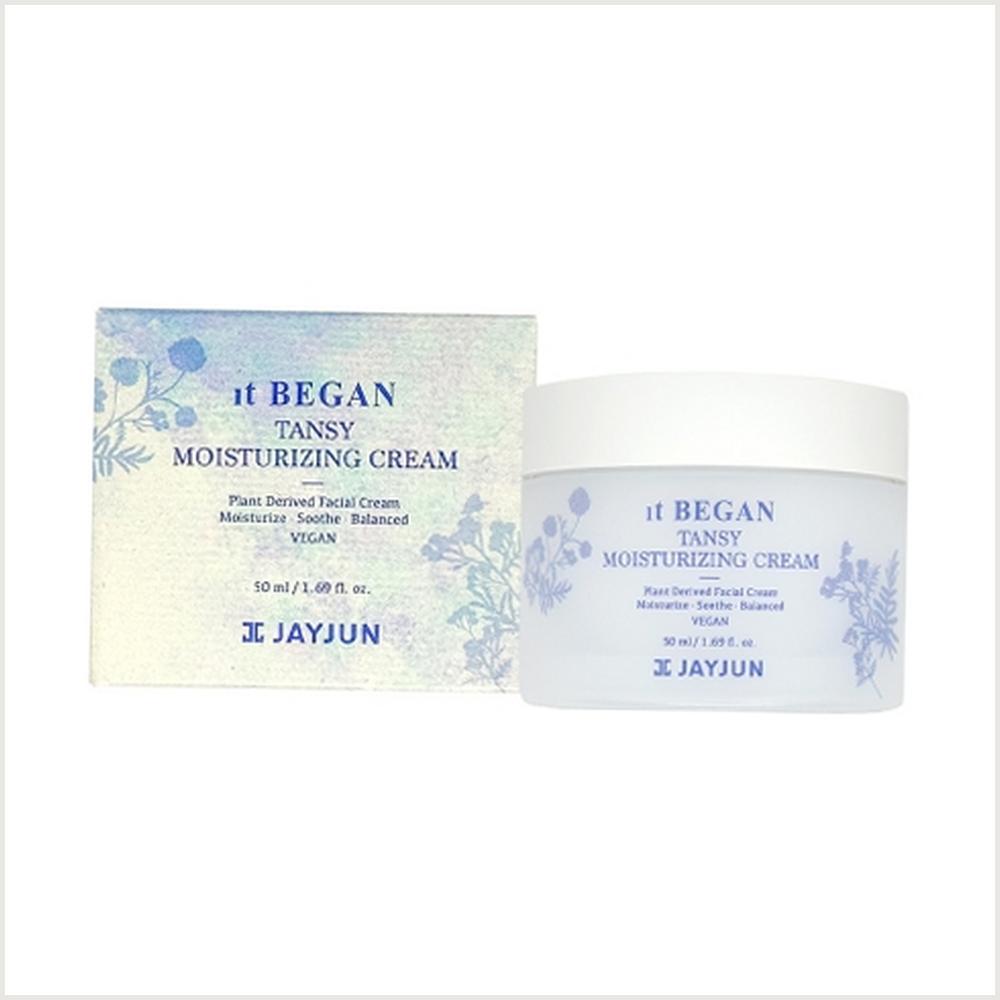 ıt BEGAN
TANSY
MOISTURIZING CREAM
Plant Derived Facial Cream
Moisturize · Soothe · Balanced
VEGAN
50 ml / 1.69 fl. oz.
JAYJUN
ıt BEGAN
TANSY
MOISTURIZING CREAM
Plant Derived Facial Cream
Moisturize · Soothe · Balanced
VEGAN
50 ml / 1.69 fl. oz.
JAYJUN